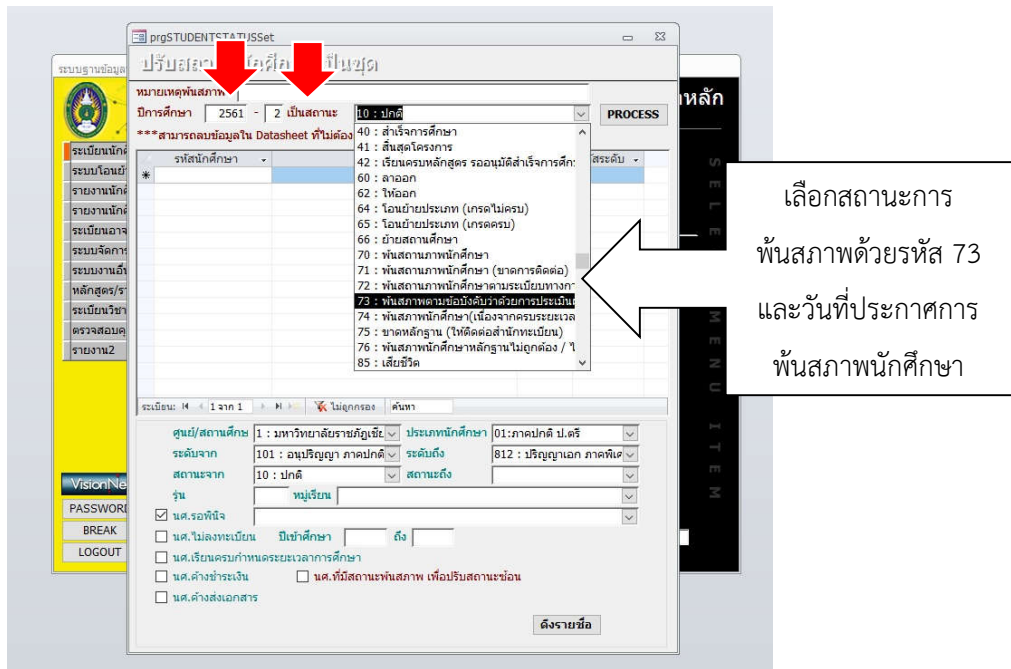 prgSTUDENTSTATUSSet
ระบบฐานข้อมูล
หมายเหตุพ้นสภาพ
าหลัก
ปีการศึกษา 2561 - 2 เป็นสถานะ 10 : ปกติ PROCESS
***สามารถลบข้อมูลใน Datasheet ที่ไม่ต้อง
รหัสนักศึกษา
ัสระดับ
40 : สำเร็จการศึกษา
41 : สิ้นสุดโครงการ
42 : เรียนครบหลักสูตร รออนุมัติสำเร็จการศึก
60 : ลาออก
62 : ให้ออก
64 : โอนย้ายประเภท (เกรดไม่ครบ)
65 : โอนย้ายประเภท (เกรดครบ)
66 : ย้ายสถานศึกษา
70 : พ้นสถานภาพนักศึกษา
71 : พ้นสถานภาพนักศึกษา (ขาดการติดต่อ)
72 : พ้นสถานภาพนักศึกษาตามระเบียบทางกา
73 : พ้นสภาพตามข้อบังคับว่าด้วยการประเมิน
74 : พ้นสภาพนักศึกษา(เนื่องจากครบระยะเวล
75 : ขาดหลักฐาน (ให้ติดต่อสำนักทะเบียน)
76 : พ้นสภาพนักศึกษาหลักฐานไม่ถูกต้อง / ใ
85 : เสียชีวิต
ระเบียนนักศึ
ระบบโอนย้
รายงานนักศึ
รายงานนักศึ
ระเบียนอาจ
ระบบจัดการ
ระบบงานอื่
หลักสูตร/รา
ระเบียนวิชา
ตรวจสอบคุ
รายงาน2
VisionNe
PASSWOR
BREAK
LOGOUT
เลือกสถานะการ
พ้นสภาพด้วยรหัส 73
และวันที่ประกาศการ
พ้นสภาพนักศึกษา
ระเบียน: 1 จาก 1 ไม่ถูกกรอง ค้นหา
ศูนย์/สถานศึกษ 1 : มหาวิทยาลัยราชภัฏเชีย ประเภทนักศึกษา 01:ภาคปกติ ป.ตรี
ระดับจาก 101 : อนุปริญญา ภาคปกติ ระดับถึง 812 : ปริญญาเอก ภาคพิเศ
สถานะจาก 10 : ปกติ สถานะถึง
รุ่น หมู่เรียน
นศ.รอพินิจ
นศ.ไม่ลงทะเบียน ปีเข้าศึกษา ถึง
นศ.เรียนครบกำหนดระยะเวลาการศึกษา
นศ.ค้างชำระเงิน นศ.ที่มีสถานะพ้นสภาพ เพื่อปรับสถานะซ้อน
นศ.ค้างส่งเอกสาร
ดึงรายชื่อ